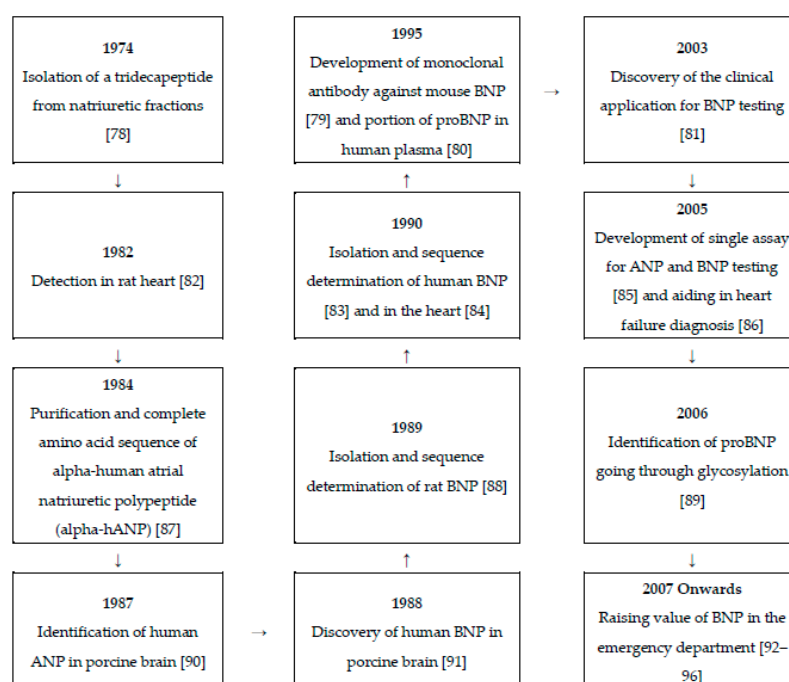 1974
Isolation of a tridecapeptide
from natriuretic fractions
[78]
↓
1982
Detection in rat heart [82]
↓
1984
Purification and complete
amino acid sequence of
alpha-human atrial
natriuretic polypeptide
(alpha-hANP) [87]
↓
1987
Identification of human
ANP in porcine brain [90]
→
1988
Discovery of human BNP in
porcine brain [91]
↑
1989
Isolation and sequence
determination of rat BNP [88]
↑
1990
Isolation and sequence
determination of human BNP
[83] and in the heart [84]
↑
1995
Development of monoclonal
antibody against mouse BNP
[79] and portion of proBNP in
human plasma [80]
→
2003
Discovery of the clinical
application for BNP testing
[81]
↓
2005
Development of single assay
for ANP and BNP testing
[85] and aiding in heart
failure diagnosis [86]
↓
2006
Identification of proBNP
going through glycosylation
[89]
↓
2007 Onwards
Raising value of BNP in the
emergency department [92–
96]